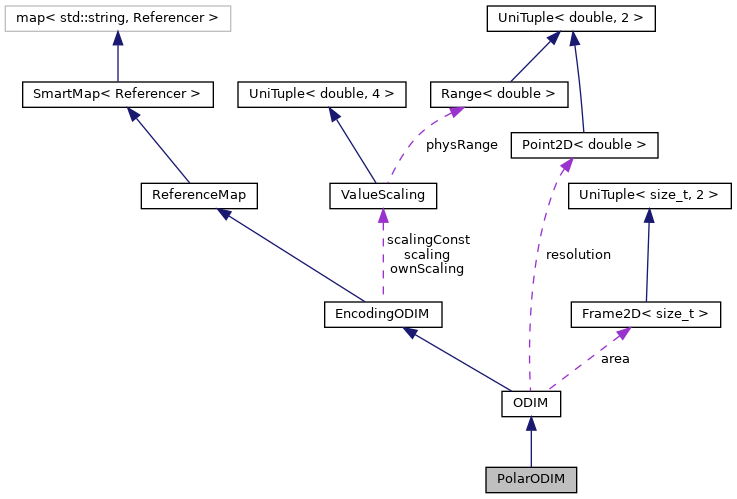 map< std::string, Referencer >
UniTuple< double, 2 >
SmartMap< Referencer >
UniTuple< double, 4 >
Range< double >
physRange
Point2D< double >
ReferenceMap
ValueScaling
UniTuple< size_t, 2 >
scalingConst
scaling
ownScaling
resolution
EncodingODIM
Frame2D< size_t >
area
ODIM
PolarODIM